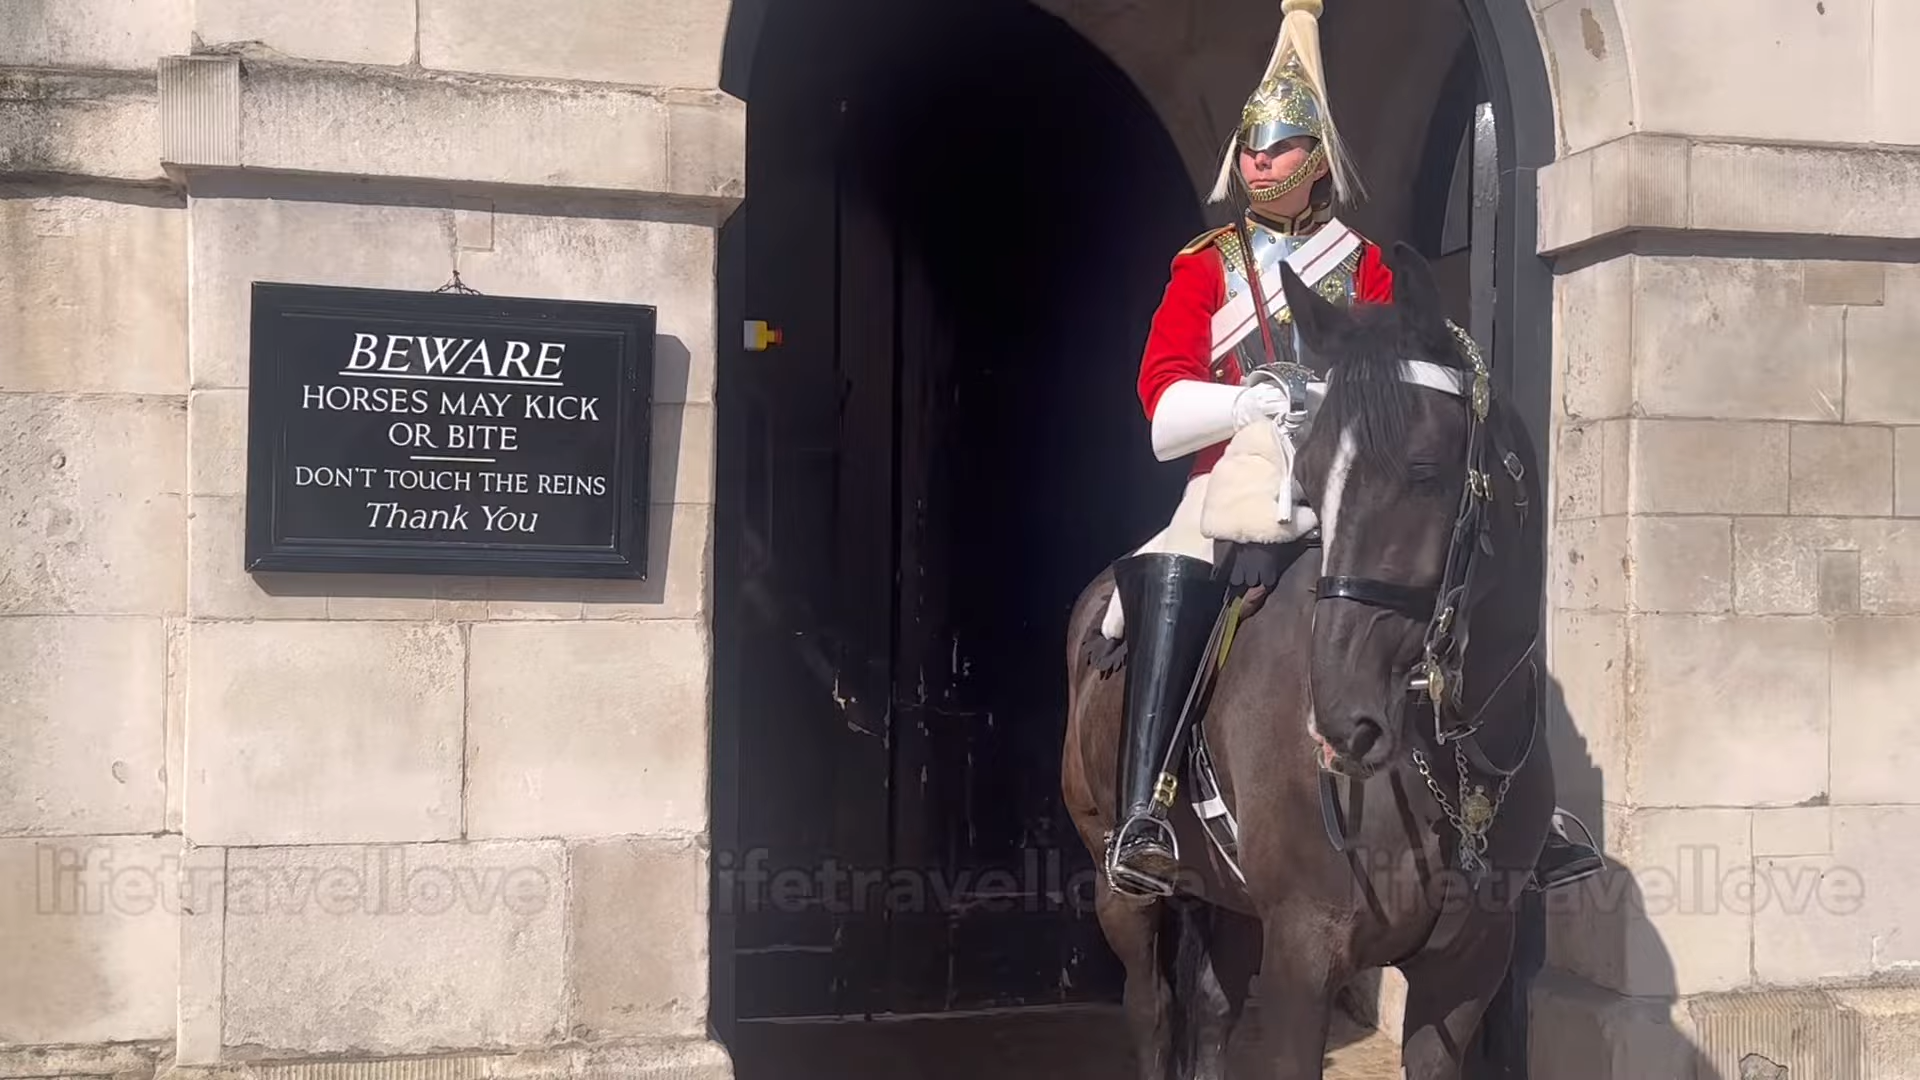 BEWARE
HORSES MAY KICK
OR BITE
DON'T TOUCH THE REINS
Thank You
lifetravellove lifetravellove lifetravellove